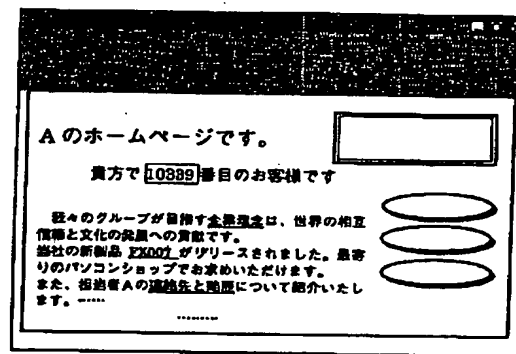 Aのホームページです。
貴方で10339番目のお客様です
我々のグループが目指す企業理念は、世界の相互
信頼と文化の発展への貢献です。
当社の新製品 FX007 がリリースされました。最寄
りのパソコンショップでお求めいただけます。
また、担当者Aの連絡先と略歴について紹介いたし
ます。……
………